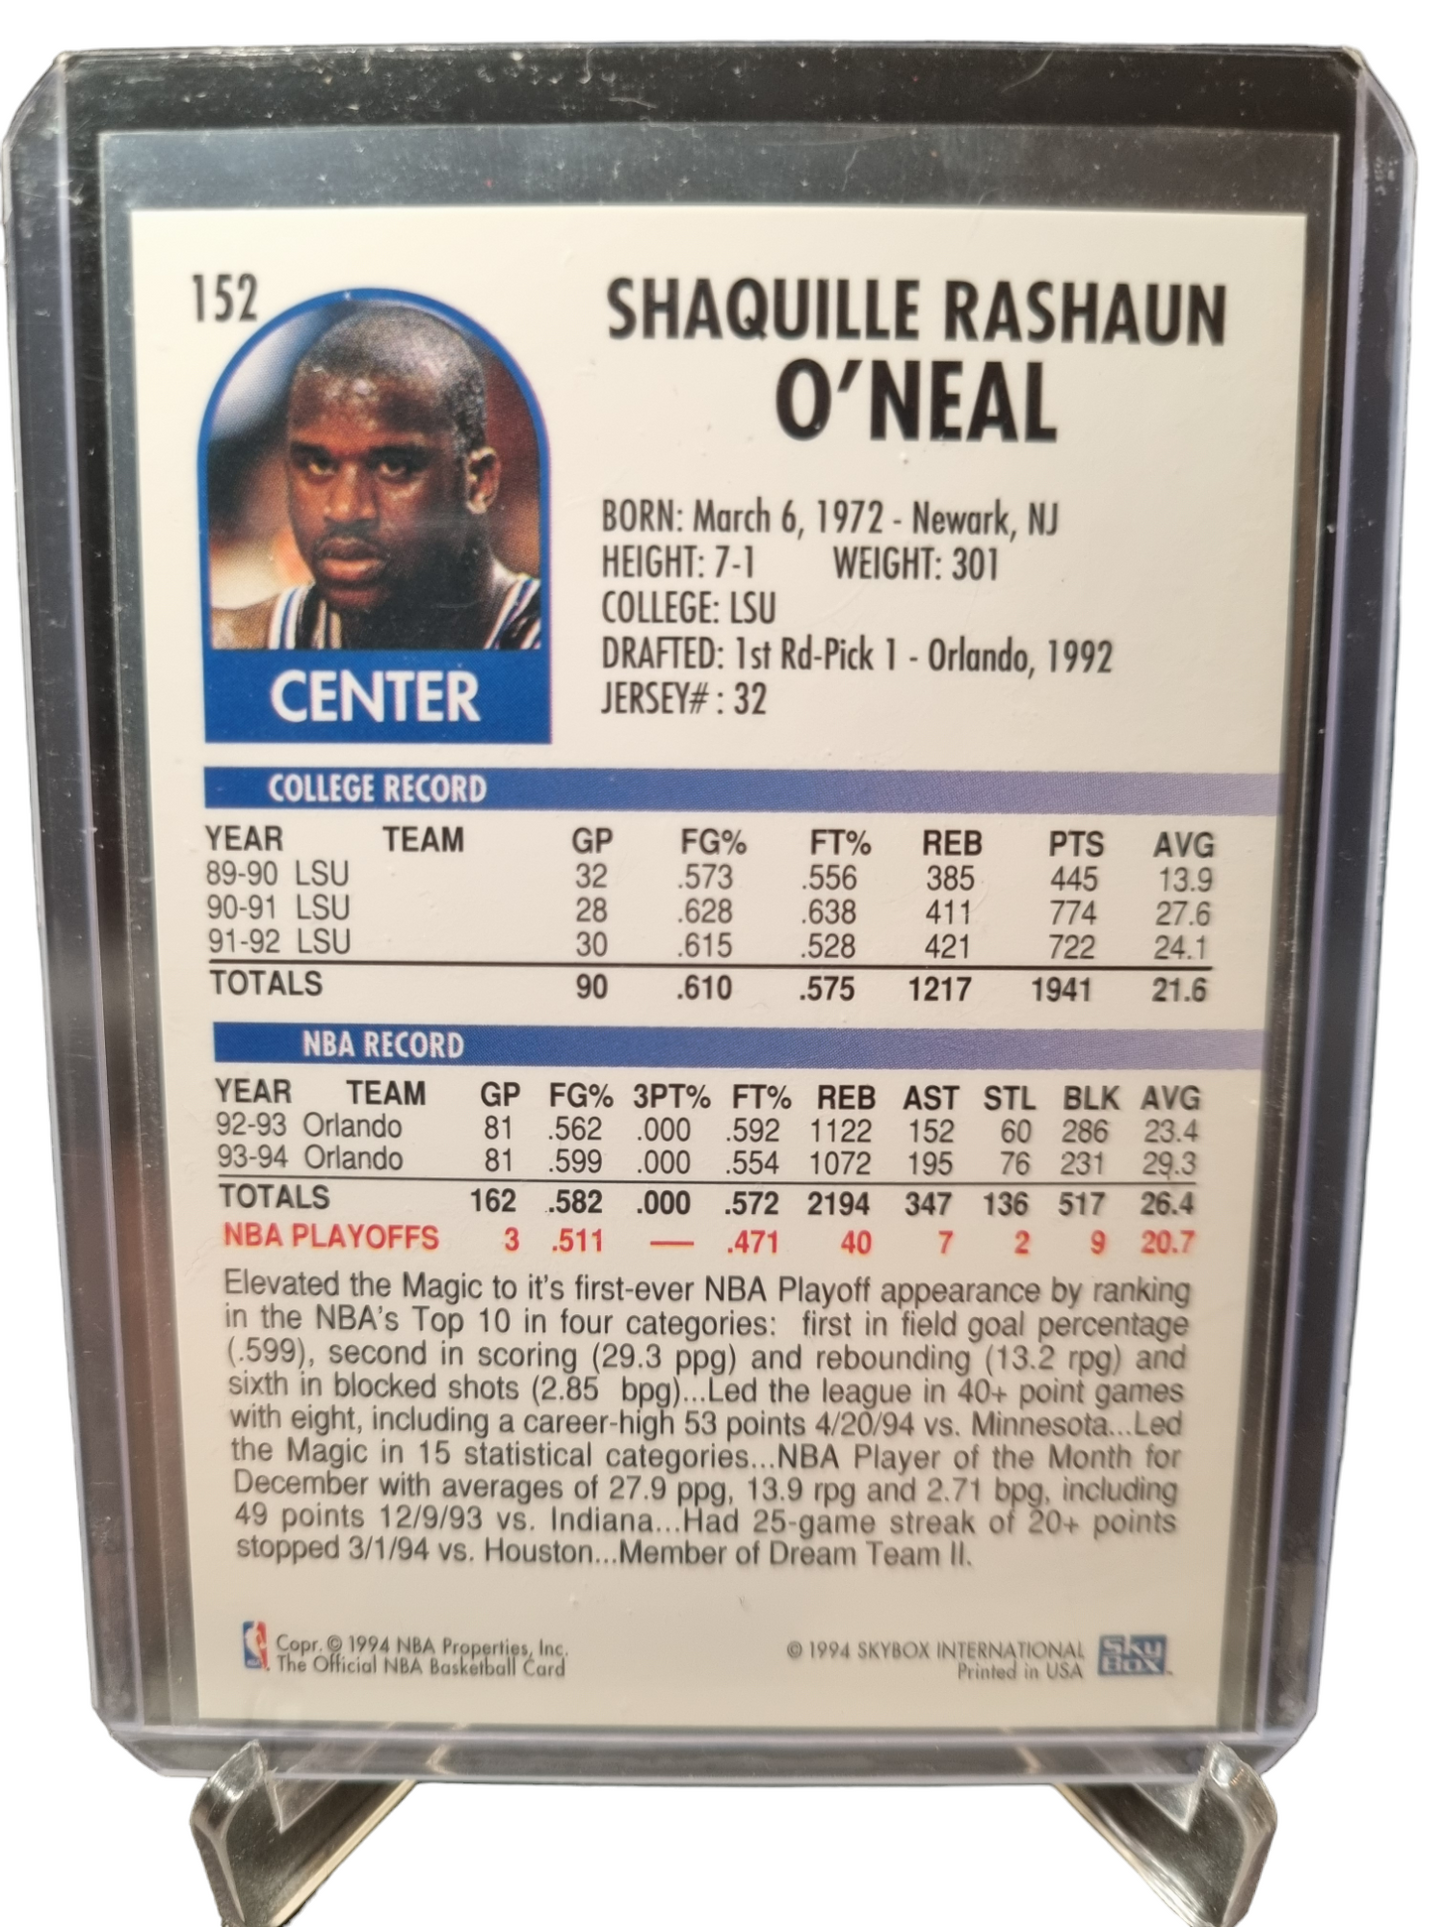 152
SHAQUILLE RASHAUN
O'NEAL
BORN: March 6, 1972 - Newark, NJ
HEIGHT: 7-1 WEIGHT: 301
COLLEGE: LSU
DRAFTED: 1st Rd-Pick 1 - Orlando, 1992
JERSEY# : 32
CENTER
COLLEGE RECORD
YEAR TEAM GP FG% FT% REB PTS AVG
89-90 LSU 32 .573 .556 385 445 13.9
90-91 LSU 28 .628 .638 411 774 27.6
91-92 LSU 30 .615 .528 421 722 24.1
TOTALS 90 .610 .575 1217 1941 21.6
NBA RECORD
YEAR TEAM GP FG% 3PT% FT% REB AST STL BLK AVG
92-93 Orlando 81 .562 .000 .592 1122 152 60 286 23.4
93-94 Orlando 81 .599 .000 .554 1072 195 76 231 29.3
TOTALS 162 .582 .000 .572 2194 347 136 517 26.4
NBA PLAYOFFS 3 .511 — .471 40 7 2 9 20.7
Elevated the Magic to it's first-ever NBA Playoff appearance by ranking
in the NBA's Top 10 in four categories: first in field goal percentage
(.599), second in scoring (29.3 ppg) and rebounding (13.2 rpg) and
sixth in blocked shots (2.85 bpg)...Led the league in 40+ point games
with eight, including a career-high 53 points 4/20/94 vs. Minnesota...Led
the Magic in 15 statistical categories...NBA Player of the Month for
December with averages of 27.9 ppg, 13.9 rpg and 2.71 bpg, including
49 points 12/9/93 vs. Indiana...Had 25-game streak of 20+ points
stopped 3/1/94 vs. Houston...Member of Dream Team II.
Copr. © 1994 NBA Properties, Inc.
The Official NBA Basketball Card
© 1994 SKYBOX INTERNATIONAL
Printed in USA
SkyBox